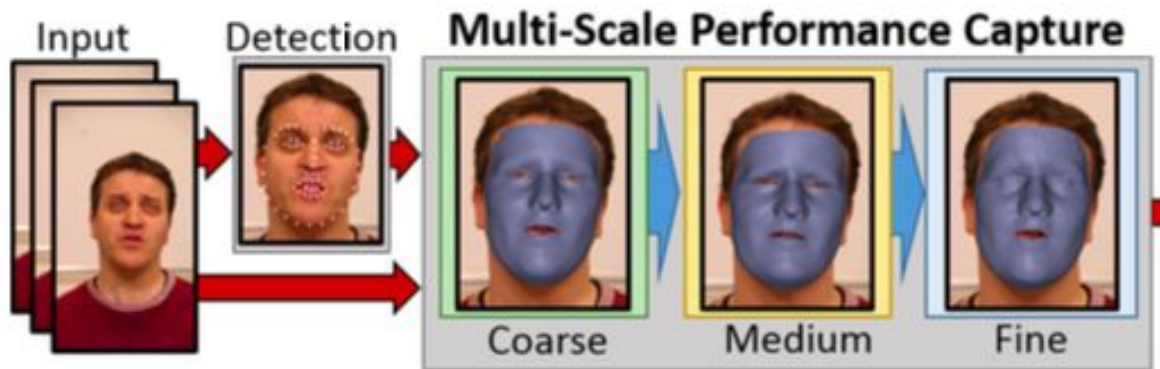 Input
Detection
Multi-Scale Performance Capture
Coarse
Medium
Fine